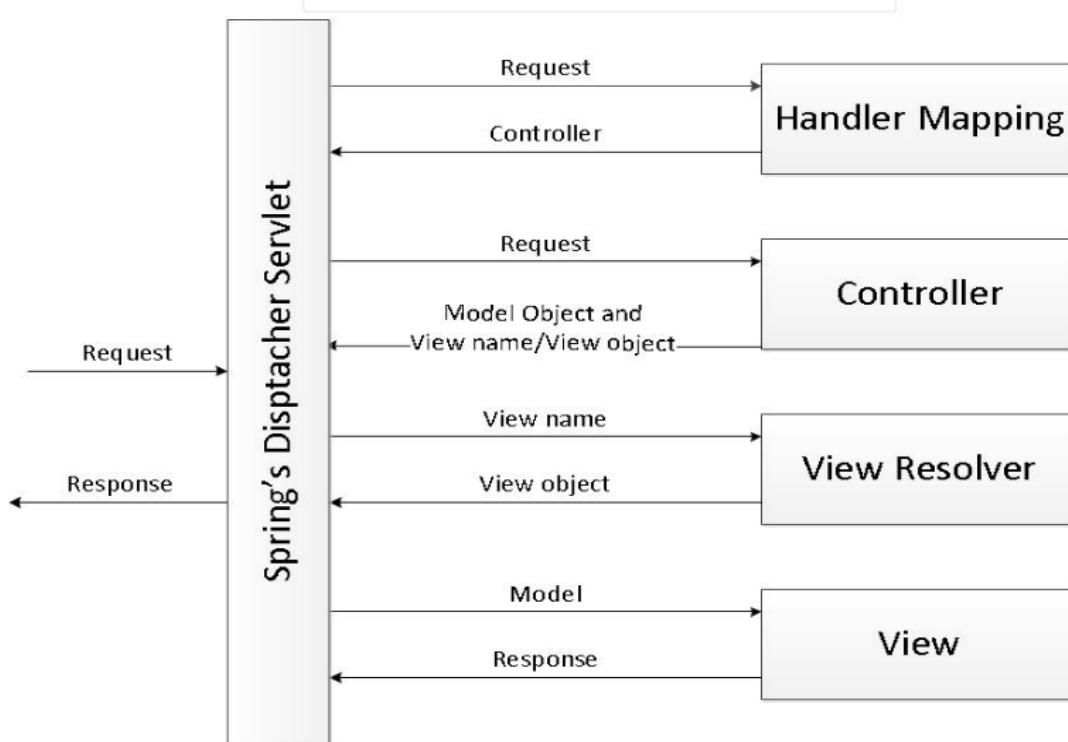 Request
Handler Mapping
Controller
Spring's Disptacher Servlet
Request
Controller
Model Object and
View name/View object
Request
View name
View Resolver
Response
View object
Model
View
Response